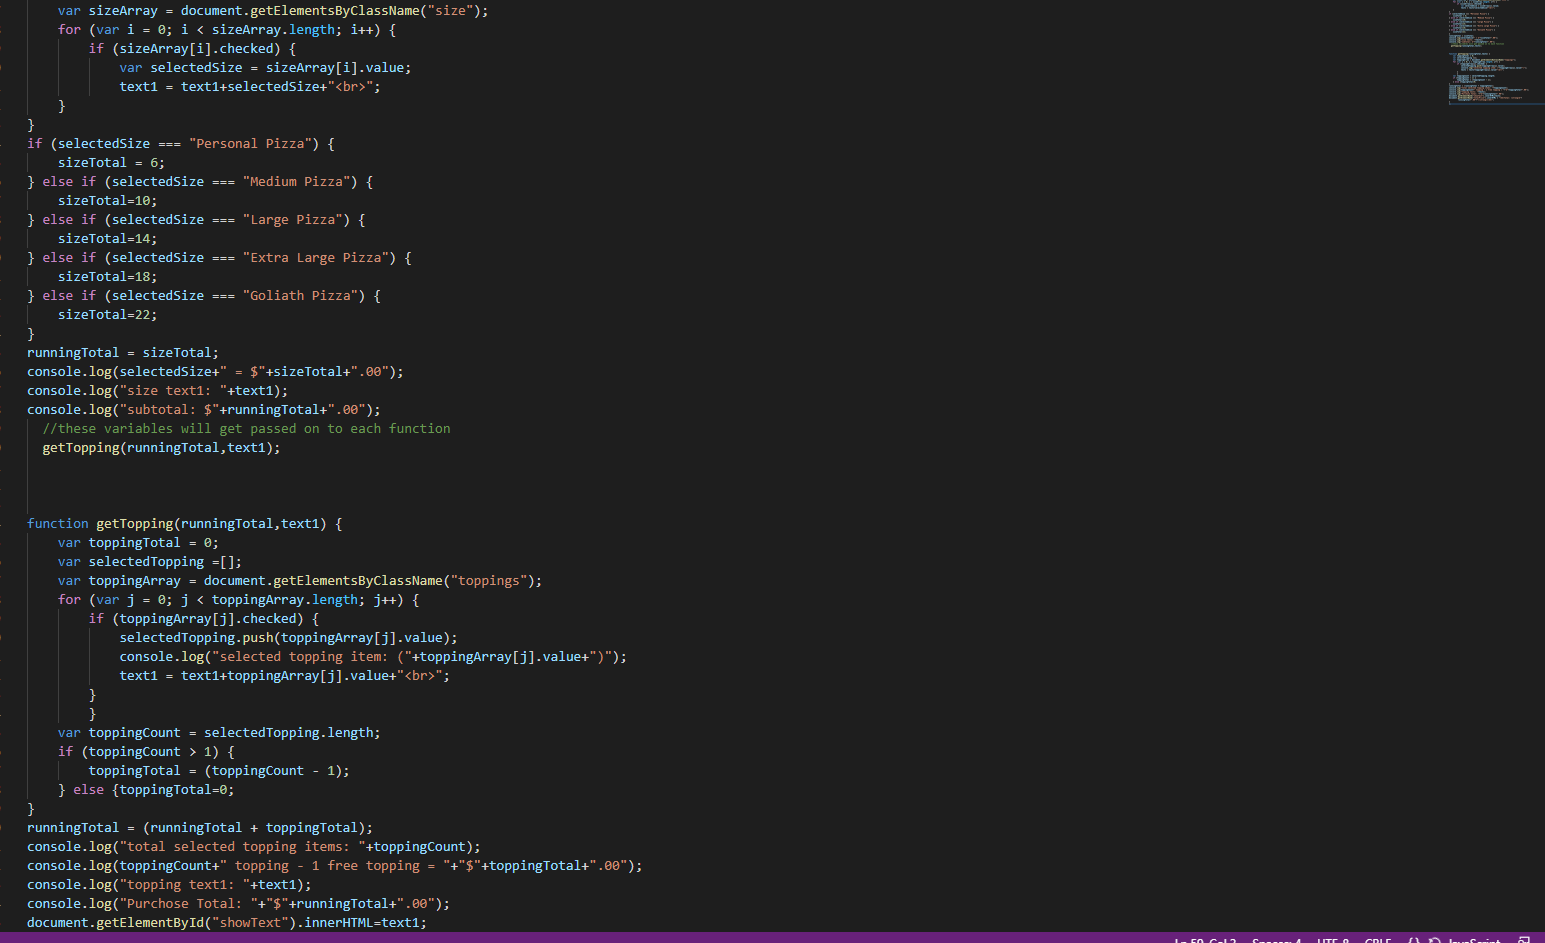 var sizeArray = document.getElementsByClassName("size");
for (var i = 0; i < sizeArray.length; i++) {
if (sizeArray[i].checked) {
var selectedSize = sizeArray[i].value;
text1 = text1+selectedSize+"<br>";
}
}
if (selectedSize === "Personal Pizza") {
sizeTotal = 6;
} else if (selectedSize === "Medium Pizza") {
sizeTotal=10;
} else if (selectedSize === "Large Pizza") {
sizeTotal=14;
} else if (selectedSize === "Extra Large Pizza") {
sizeTotal=18;
} else if (selectedSize === "Goliath Pizza") {
sizeTotal=22;
}
runningTotal = sizeTotal;
console.log(selectedSize+" = $"+sizeTotal+".00");
console.log("size text1: "+text1);
console.log("subtotal: $"+runningTotal+".00");
//these variables will get passed on to each function
getTopping(runningTotal,text1);
function getTopping(runningTotal,text1) {
var toppingTotal = 0;
var selectedTopping =[];
var toppingArray = document.getElementsByClassName("toppings");
for (var j = 0; j < toppingArray.length; j++) {
if (toppingArray[j].checked) {
selectedTopping.push(toppingArray[j].value);
console.log("selected topping item: ("+toppingArray[j].value+")");
text1 = text1+toppingArray[j].value+"<br>";
}
}
var toppingCount = selectedTopping.length;
if (toppingCount > 1) {
toppingTotal = (toppingCount - 1);
} else {toppingTotal=0;
}
runningTotal = (runningTotal + toppingTotal);
console.log("total selected topping items: "+toppingCount);
console.log(toppingCount+" topping - 1 free topping = "+"$"+toppingTotal+".00");
console.log("topping text1: "+text1);
console.log("Purchose Total: "+"$"+runningTotal+".00");
document.getElementById("showText").innerHTML=text1;